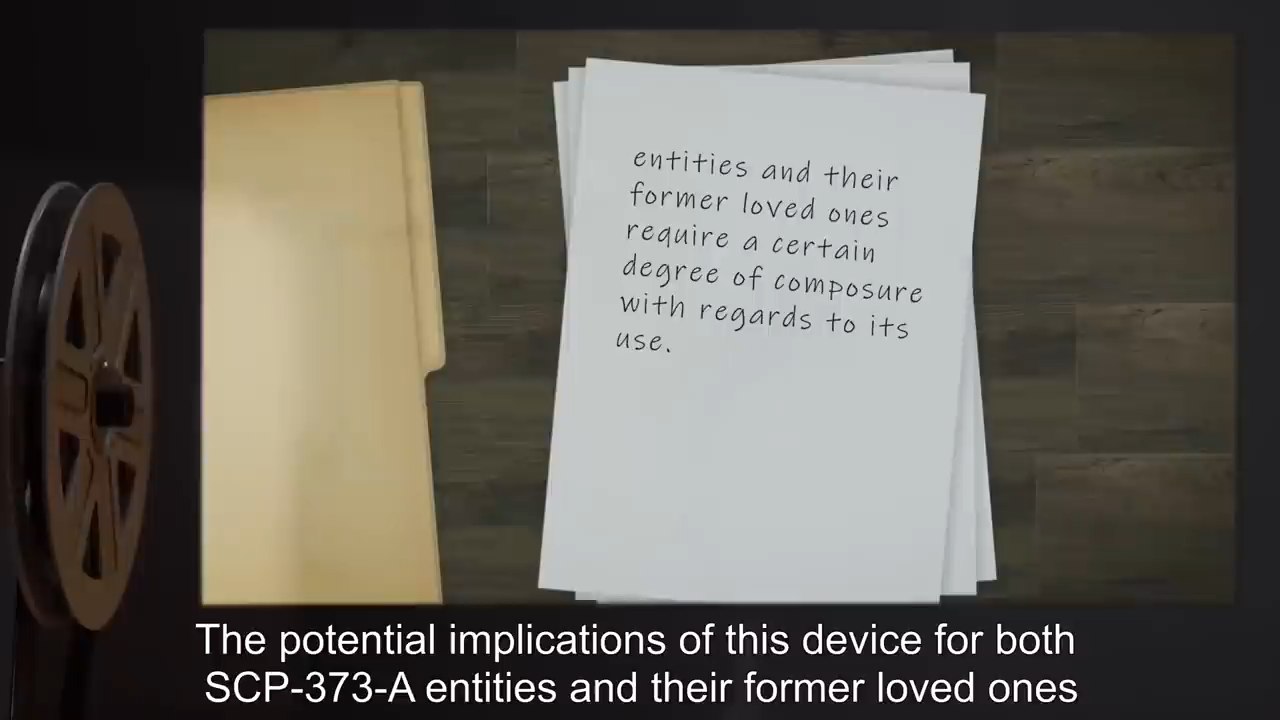 entities and their
former loved ones
require a certain
degree of composure
with regards to its
use.
The potential implications of this device for both
SCP-373-A entities and their former loved ones